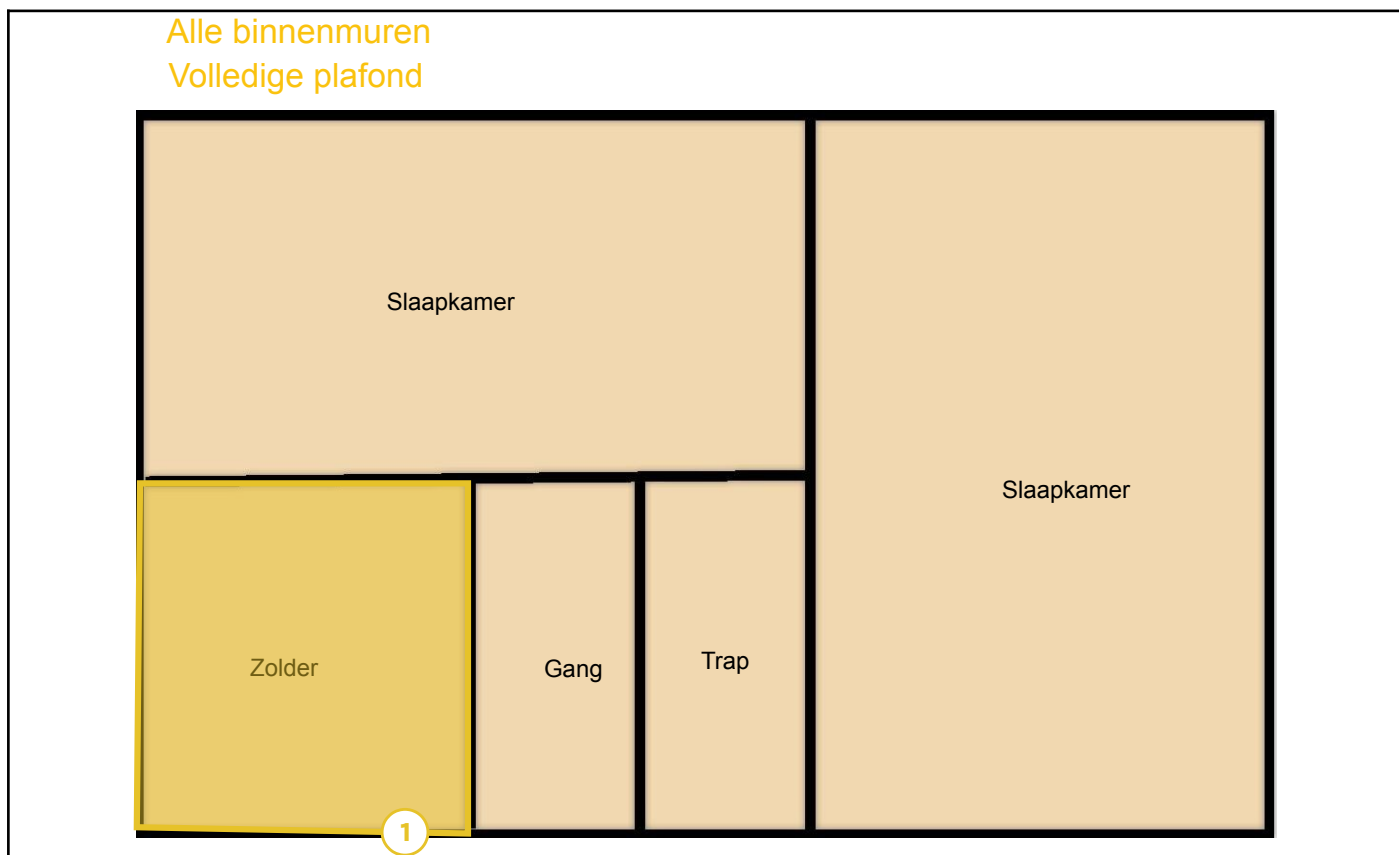 Alle binnenmuren
Volledige plafond
Slaapkamer
Slaapkamer
Zolder
Gang
Trap
1